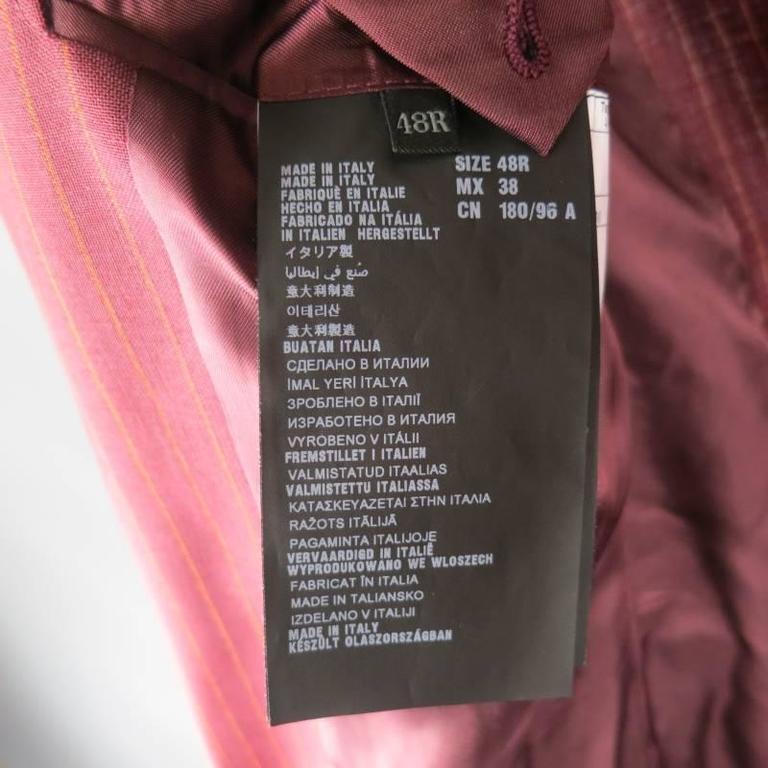 48R
MADE IN ITALY
MADE IN ITALY
FABRIQUÉ EN ITALIE
HECHO EN ITALIA
FABRICADO NA ITÁLIA
IN ITALIEN HERGESTELLT
イタリア製
صُنع في إيطاليا
意大利制造
이테리산
意大利製造
BUATAN ITALIA
СДЕЛАНО В ИТАЛИИ
İMAL YERİ İTALYA
ЗРОБЛЕНО В ІТАЛІЇ
ИЗРАБОТЕНО В ИТАЛИЯ
VYROBENO V ITÁLII
FREMSTILLET I ITALIEN
VALMISTATUD ITAALIAS
VALMISTETTU ITALIASSA
ΚΑΤΑΣΚΕΥΑΖΕΤΑΙ ΣΤΗΝ ΙΤΑΛΙΑ
RAŽOTS ITĀLIJĀ
PAGAMINTA ITALIJOJE
VERVAARDIGD IN ITALIË
WYPRODUKOWANO WE WLOSZECH
FABRICAT ÎN ITALIA
MADE IN TALIANSKO
IZDELANO V ITALIJI
MADE IN ITALY
KÉSZÜLT OLASZORSZÁGBAN
SIZE 48R
MX 38
CN 180/96 A